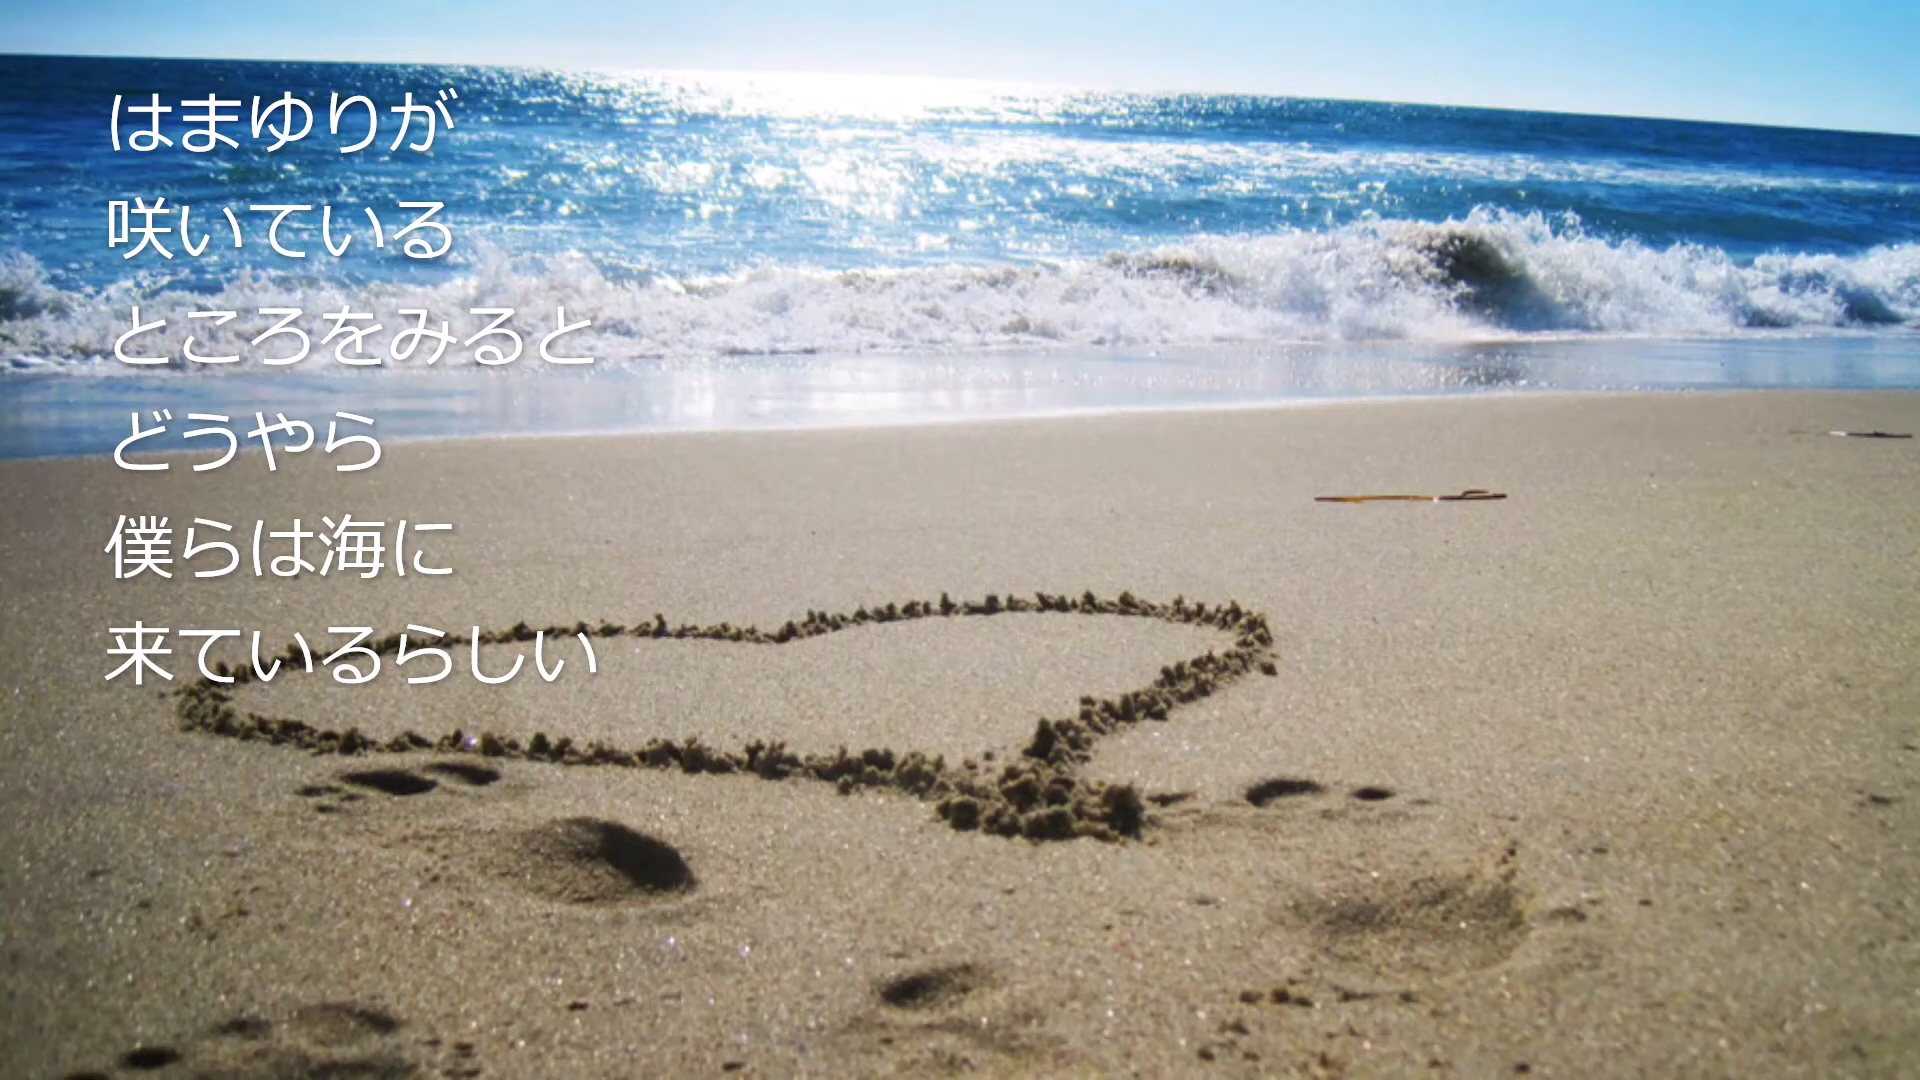 はまゆりが
咲いている
ところをみると
どうやら
僕らは海に
来ているらしい